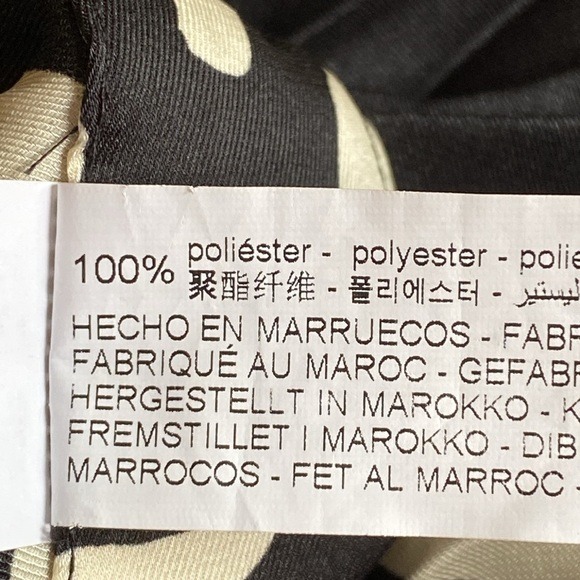 100% poliéster - polyester -
聚酯纤维 - 폴리에스터 -
HECHO EN MARRUECOS -
FABRIQUÉ AU MAROC -
HERGESTELLT IN MAROKKO -
FREMSTILLET I MAROKKO -
MARROCOS - FET AL MARROC -